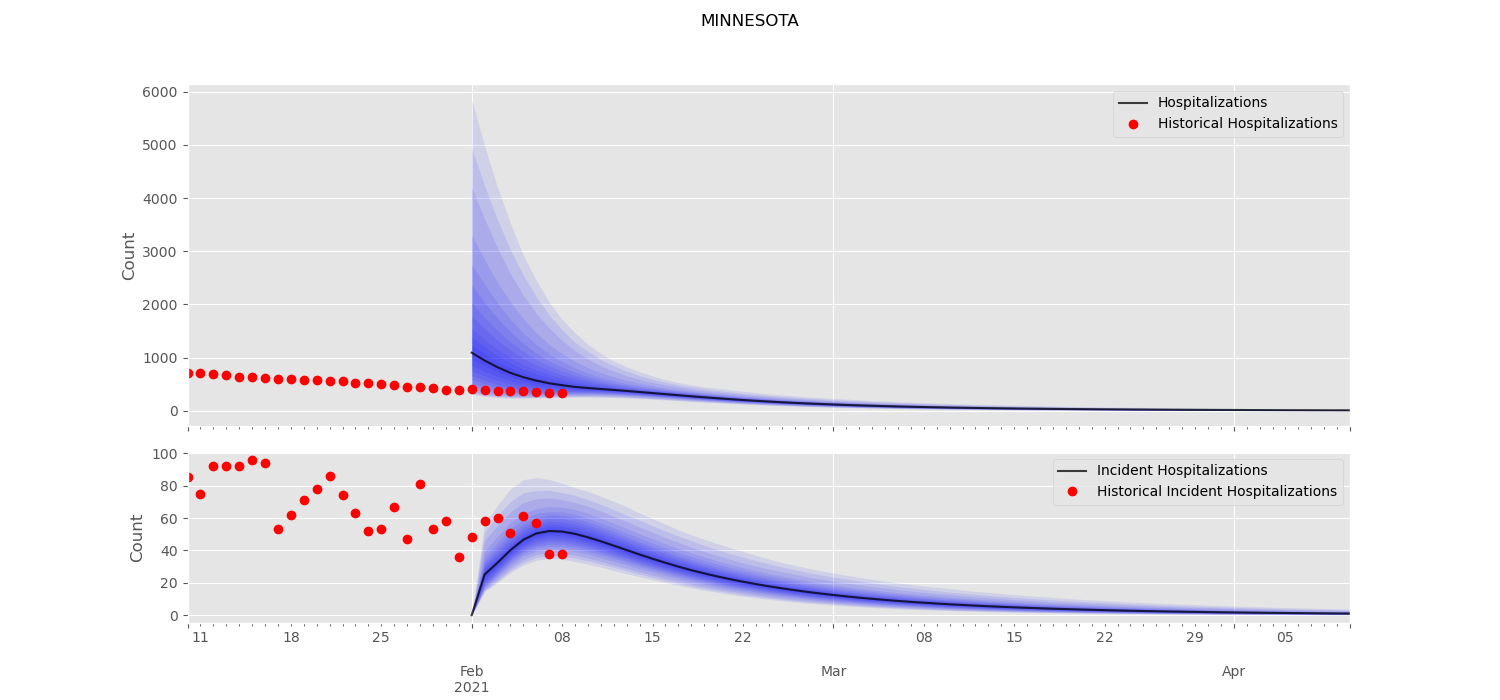 MINNESOTA
6000
5000
4000
3000
2000
1000
0
Count
Hospitalizations
Historical Hospitalizations
100
80
60
40
20
0
Count
Incident Hospitalizations
Historical Incident Hospitalizations
11 18 25 08 15 22 08 15 22 29 05
Feb Mar Apr
2021